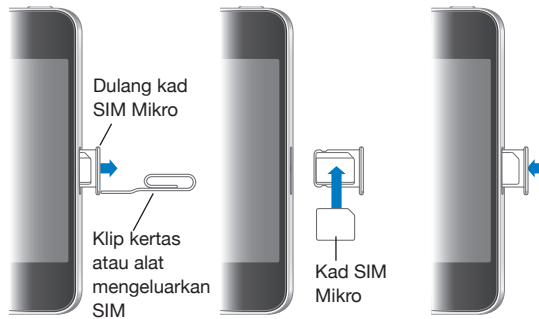 Dulang kad
SIM Mikro
Klip kertas
atau alat
mengeluarkan
SIM
Kad SIM
Mikro